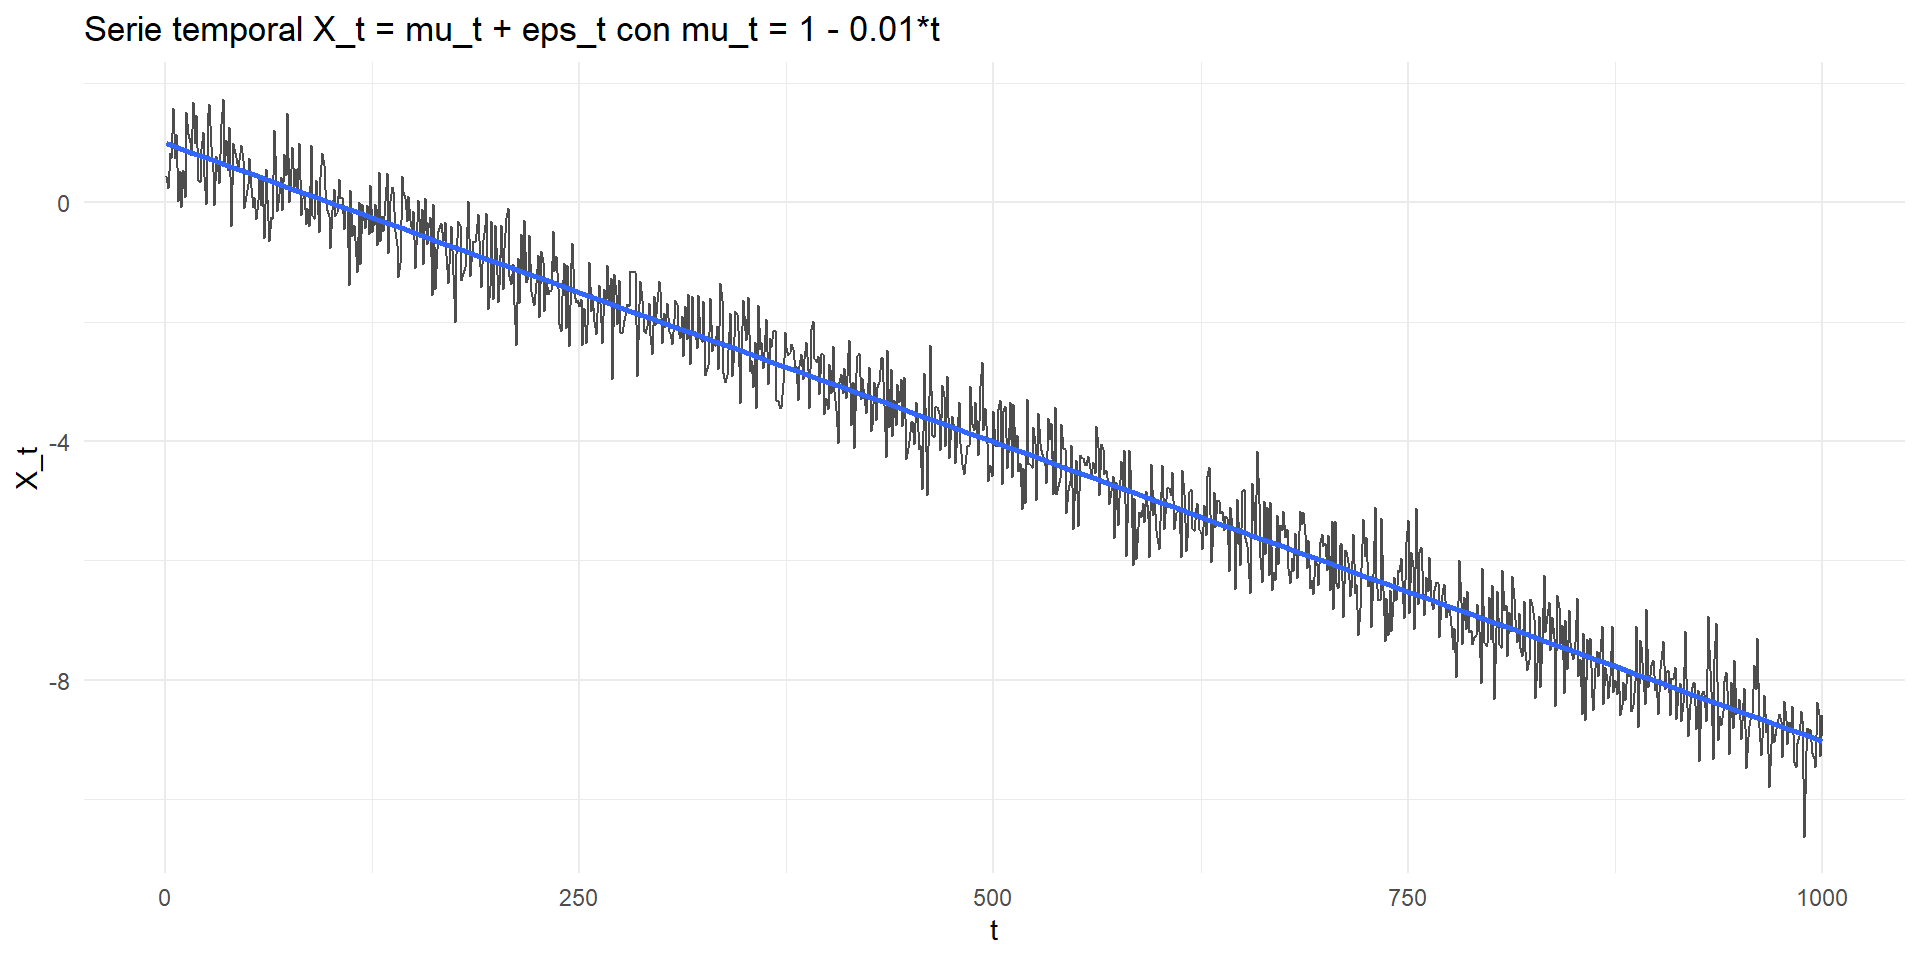 Serie temporal X_t = mu_t + eps_t con mu_t = 1 - 0.01*t
0
-4
-8
X_t
0 250 500 750 1000
t